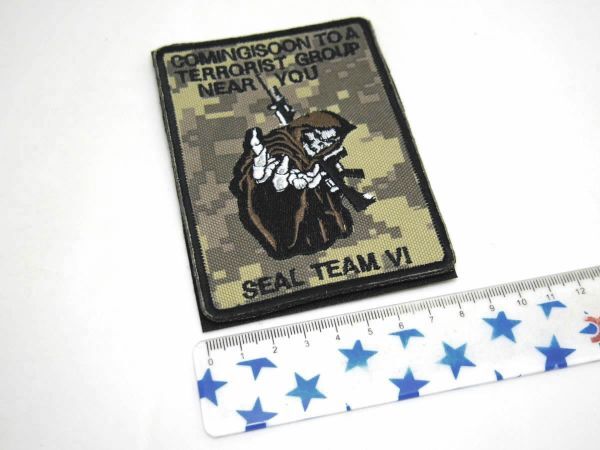 COMINGISOON TO A
TERRORIST GROUP
NEAR YOU
SEAL TEAM VI
0 1 2 3 4 5 6 7 8 9 10 11 12